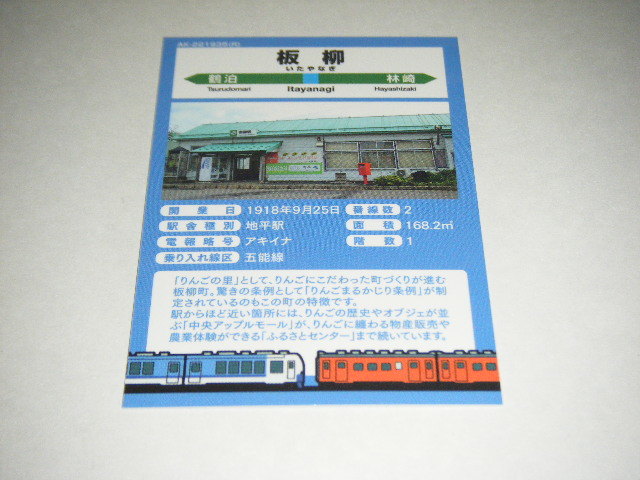 板柳
いたやなぎ
鶴泊 林崎
Tsurudomari Itayanagi Hayashizaki
開業日 1918年9月25日 番線数 2
駅舎種別 地平駅 面積 168.2㎡
電報略号 アキイナ 階数 1
乗り入れ線区 五能線
「りんごの里」として、りんごにこだわった町づくりが進む
板柳町。驚きの条例として「りんごまるかじり条例」が制
定されているのもこの町の特徴です。
駅からほど近い箇所には、りんごの歴史やオブジェが並
ぶ「中央アップルモール」が、りんごに纏わる物産販売や
農業体験ができる「ふるさとセンター」まで続いています。